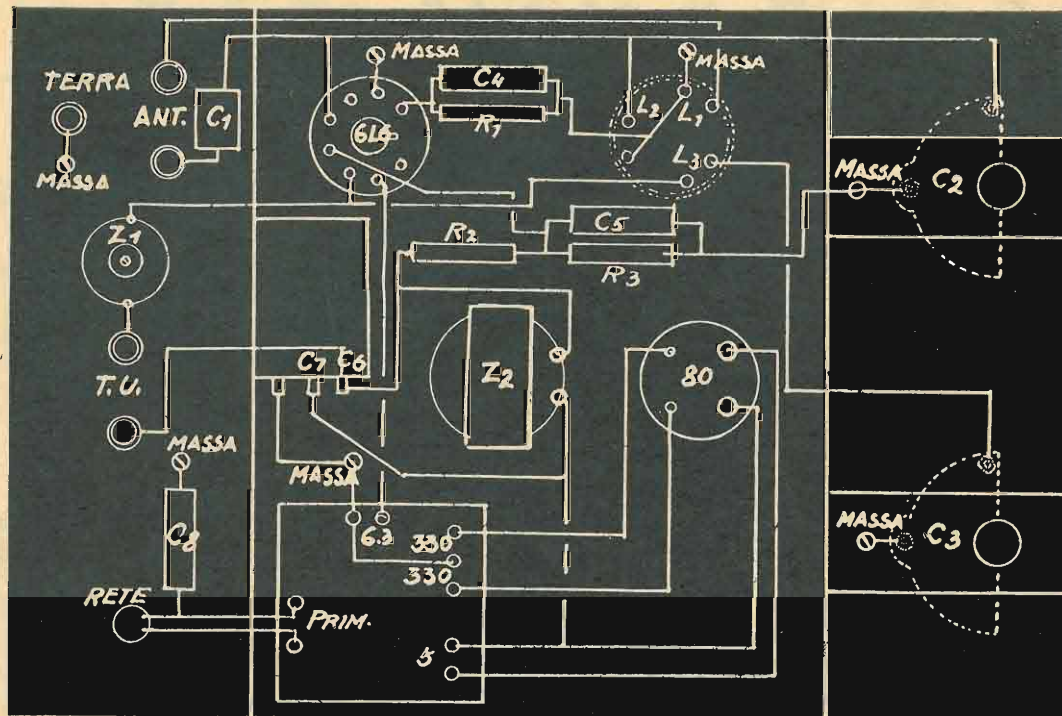 TERRA
MASSA
ANT.
C1
MASSA
6L6
C4
R1
L2
L1
L3
MASSA
MASSA
C2
Z1
T.U.
R2
C5
R3
C7
C6
Z2
80
MASSA
C8
MASSA
6.3
330
330
5
PRIM.
RETE
MASSA
C3